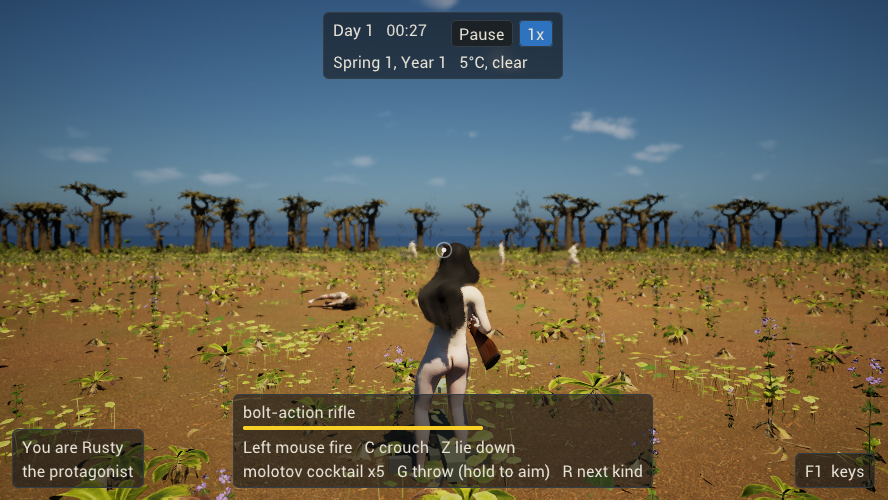 Day 1 00:27 Pause 1x
Spring 1, Year 1 5°C, clear
bolt-action rifle
Left mouse fire C crouch Z lie down
molotov cocktail x5 G throw (hold to aim) R next kind
You are Rusty
the protagonist
F1 keys